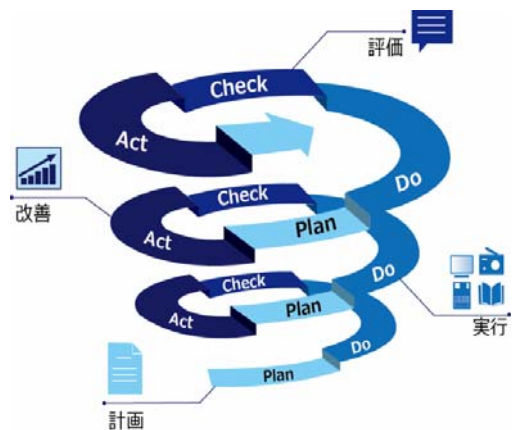 評価
Check
Act
Do
改善
Check
Plan
Act
Do
実行
Check
Plan
Act
Do
Plan
計画